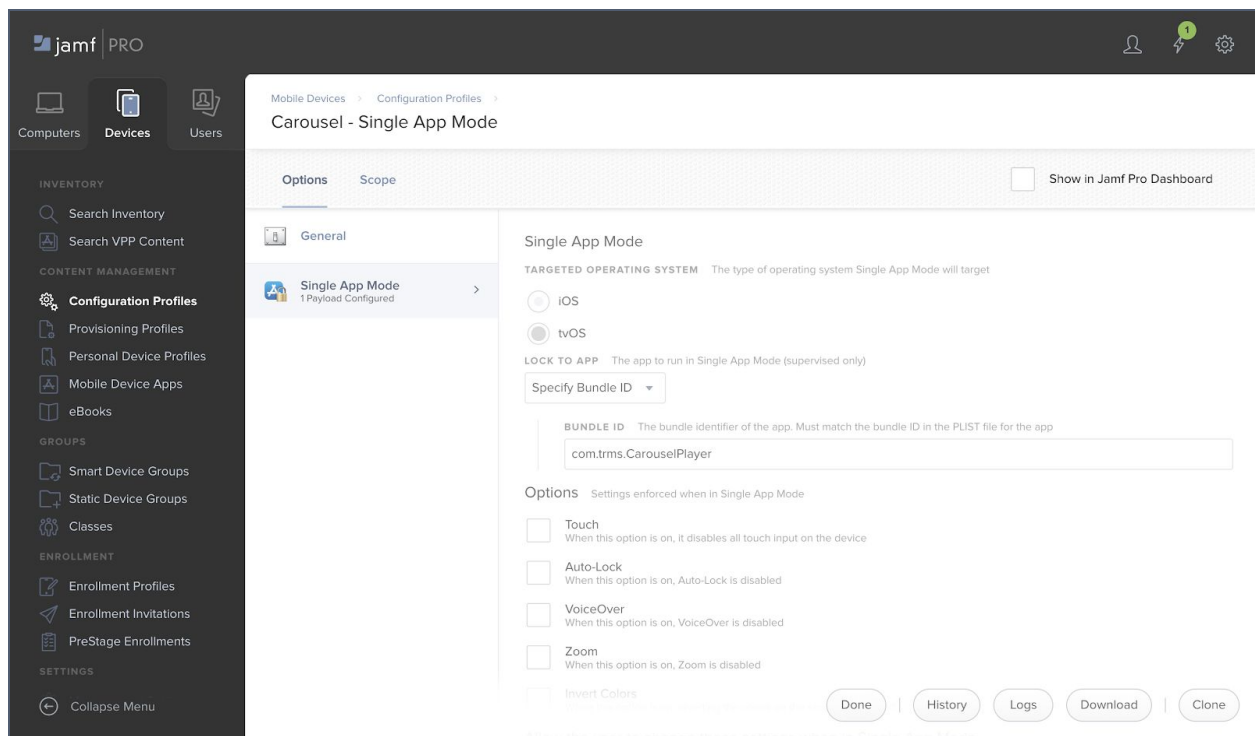 jamf PRO
1
Computers
Devices
Users
Mobile Devices > Configuration Profiles >
Carousel - Single App Mode
Options
Scope
Show in Jamf Pro Dashboard
INVENTORY
Search Inventory
Search VPP Content
CONTENT MANAGEMENT
Configuration Profiles
Provisioning Profiles
Personal Device Profiles
Mobile Device Apps
eBooks
GROUPS
Smart Device Groups
Static Device Groups
Classes
ENROLLMENT
Enrollment Profiles
Enrollment Invitations
PreStage Enrollments
SETTINGS
Collapse Menu
General
Single App Mode
1 Payload Configured
Single App Mode
TARGETED OPERATING SYSTEM The type of operating system Single App Mode will target
iOS
tvOS
LOCK TO APP The app to run in Single App Mode (supervised only)
Specify Bundle ID
BUNDLE ID The bundle identifier of the app. Must match the bundle ID in the PLIST file for the app
com.trms.CarouselPlayer
Options Settings enforced when in Single App Mode
Touch
When this option is on, it disables all touch input on the device
Auto-Lock
When this option is on, Auto-Lock is disabled
VoiceOver
When this option is on, VoiceOver is disabled
Zoom
When this option is on, Zoom is disabled
Invert Colors
Done
History
Logs
Download
Clone